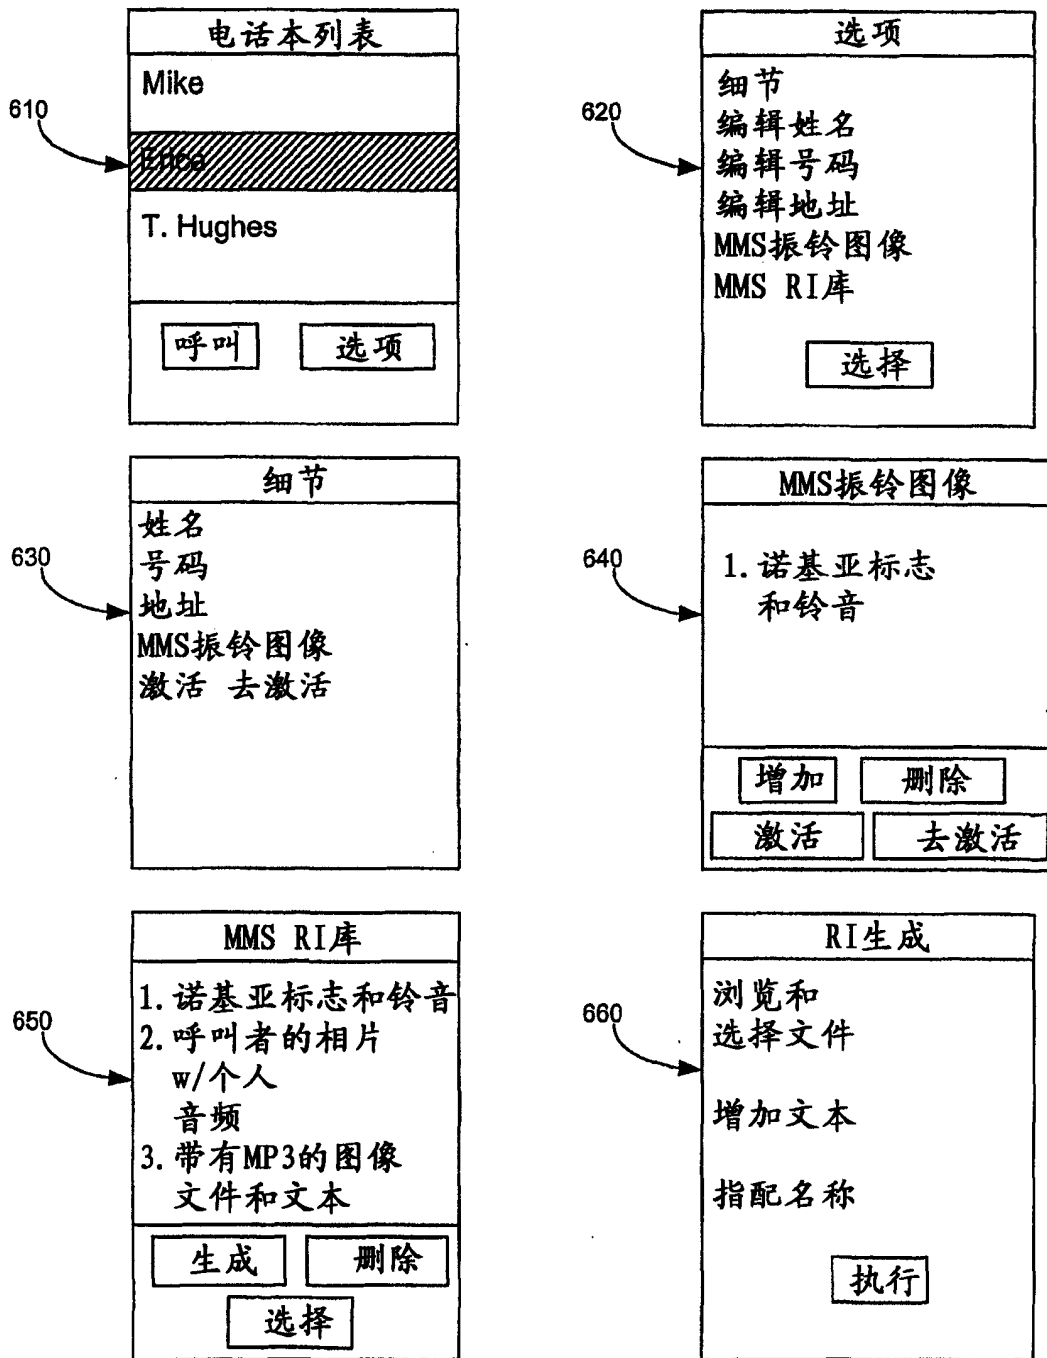 电话本列表
Mike
610
Erica
T. Hughes
呼叫 选项
选项
细节
620
编辑姓名
编辑号码
编辑地址
MMS振铃图像
MMS RI库
选择
细节
姓名
630
号码
地址
MMS振铃图像
激活 去激活
MMS振铃图像
640
1. 诺基亚标志
和铃音
增加 删除
激活 去激活
MMS RI库
1. 诺基亚标志和铃音
650
2. 呼叫者的相片
w/个人
音频
3. 带有MP3的图像
文件和文本
生成 删除
选择
RI生成
浏览和
660
选择文件
增加文本
指配名称
执行